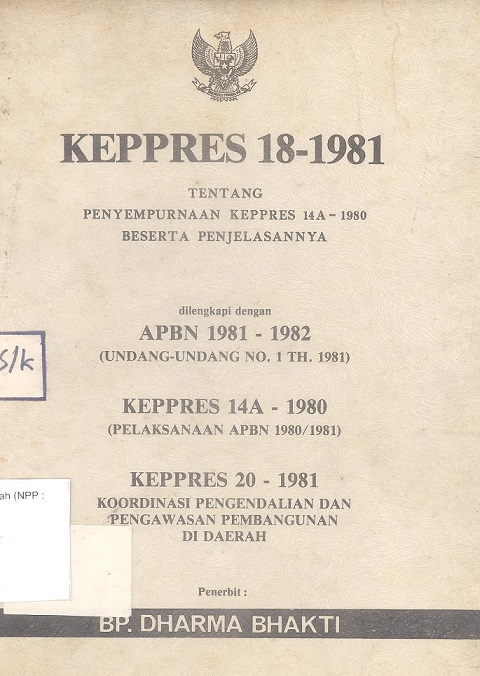 KEPPRES 18-1981
TENTANG
PENYEMPURNAAN KEPPRES 14A - 1980
BESERTA PENJELASANNYA
dilengkapi dengan
APBN 1981 - 1982
(UNDANG-UNDANG NO. 1 TH. 1981)
S/k
KEPPRES 14A - 1980
(PELAKSANAAN APBN 1980/1981)
KEPPRES 20 - 1981
KOORDINASI PENGENDALIAN DAN
PENGAWASAN PEMBANGUNAN
DI DAERAH
ah (NPP :
Penerbit :
BP. DHARMA BHAKTI